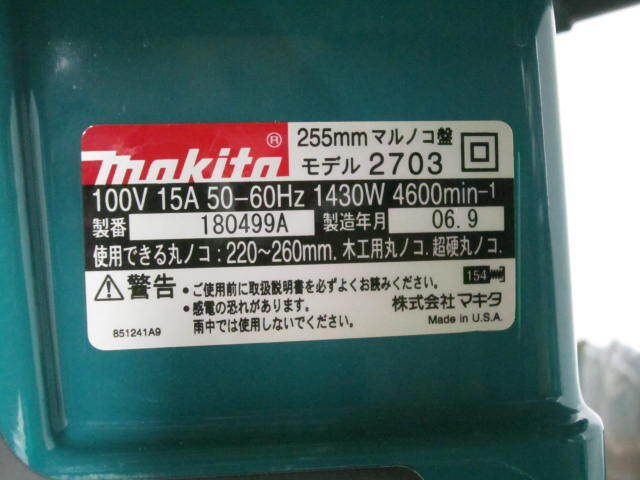 makita®
255mm マルノコ盤
モデル 2703
100V 15A 50-60Hz 1430W 4600min-1
製番 180499A 製造年月 06.9
使用できる丸ノコ:220~260mm. 木工用丸ノコ. 超硬丸ノコ.
154
警告 ・ご使用前に取扱説明書を必ずよくお読みください.
・感電の恐れがあります.
雨中では使用しないでください.
株式会社 マキタ
851241A9
Made in U.S.A.